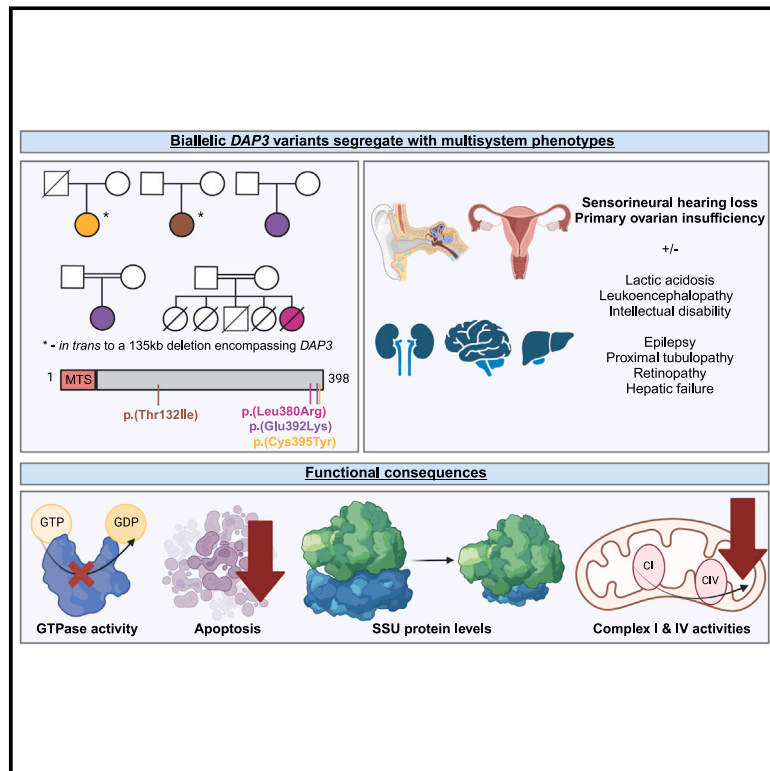 Biallelic DAP3 variants segregate with multisystem phenotypes
*
*
* - in trans to a 135kb deletion encompassing DAP3
1
MTS
398
p.(Thr132Ile)
p.(Leu380Arg)
p.(Glu392Lys)
p.(Cys395Tyr)
Sensorineural hearing loss
Primary ovarian insufficiency
+/-
Lactic acidosis
Leukoencephalopathy
Intellectual disability
Epilepsy
Proximal tubulopathy
Retinopathy
Hepatic failure
Functional consequences
GTP
GDP
GTPase activity
Apoptosis
SSU protein levels
CI
CIV
Complex I & IV activities